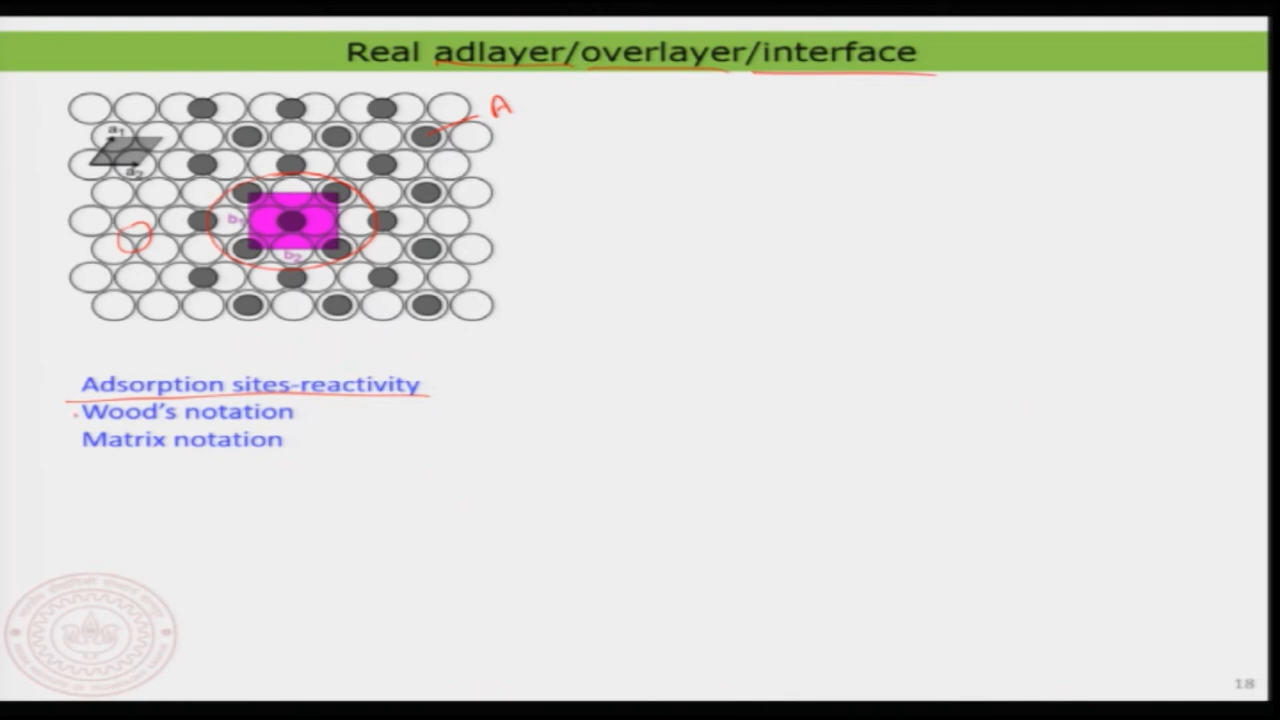 Real adlayer/overlayer/interface
A
a₁
a₂
b₁
b₂
Adsorption sites-reactivity
Wood's notation
Matrix notation
18